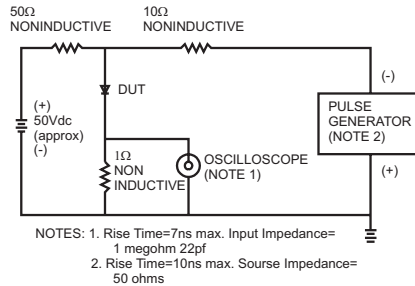 50Ω
NONINDUCTIVE
10Ω
NONINDUCTIVE
(+)
50Vdc
(approx)
(-)
DUT
1Ω
NON
INDUCTIVE
OSCILLOSCOPE
(NOTE 1)
(-)
PULSE
GENERATOR
(NOTE 2)
(+)
NOTES: 1. Rise Time=7ns max. Input Impedance=
1 megohm 22pf
2. Rise Time=10ns max. Sourse Impedance=
50 ohms